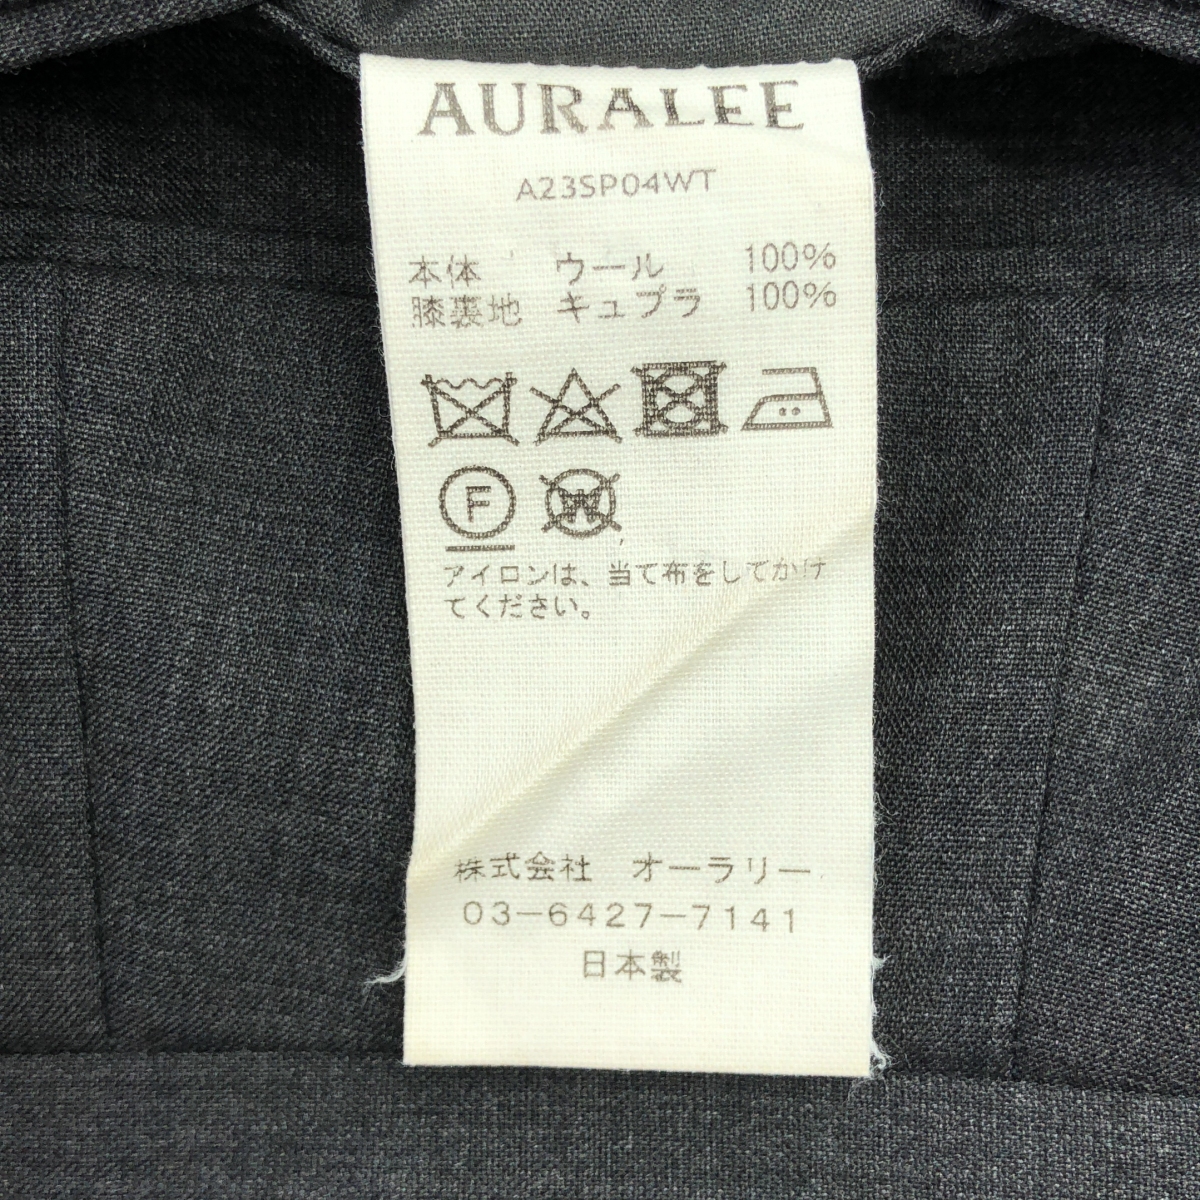 AURALEE
A23SP04WT
本体 ウール 100%
膝裏地 キュプラ 100%
F W
アイロンは、当て布をしてかけ
てください。
株式会社 オーラリー
03-6427-7141
日本製